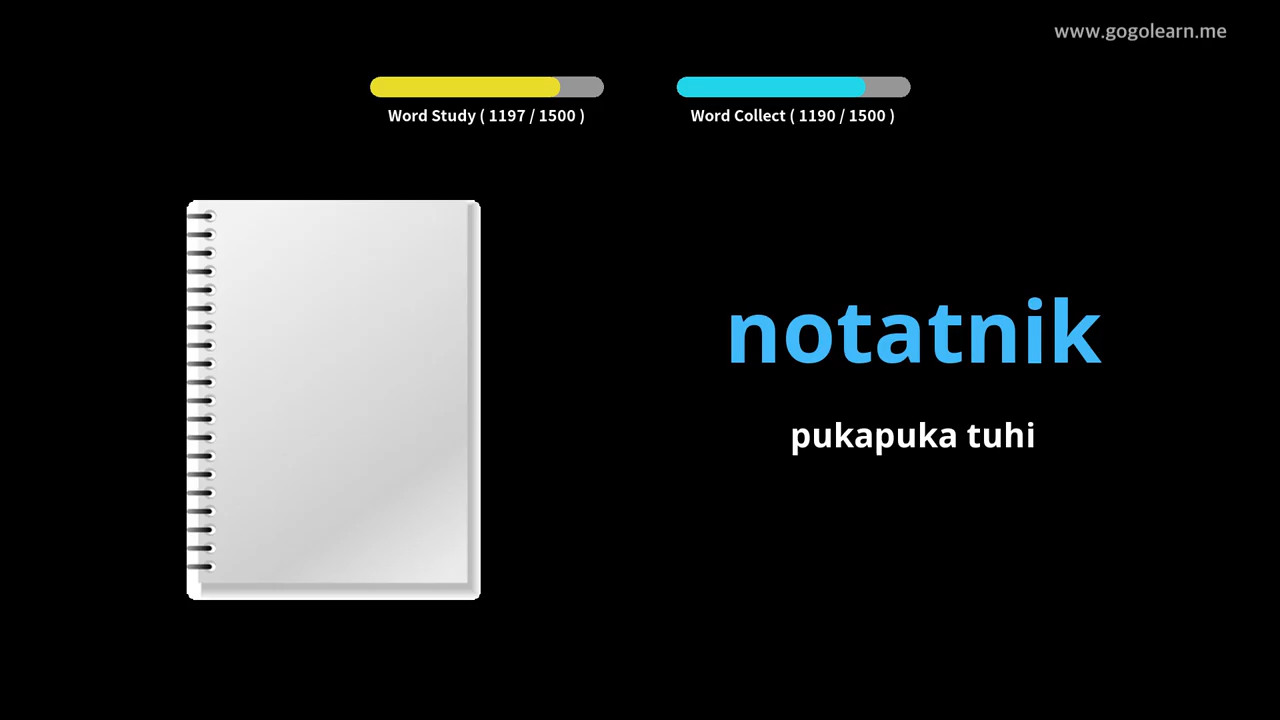 www.gogolearn.me
Word Study ( 1197 / 1500 )
Word Collect ( 1190 / 1500 )
notatnik
pukapuka tuhi